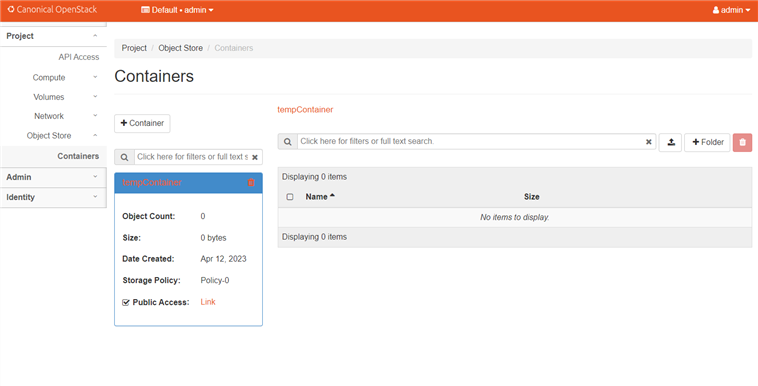 Canonical OpenStack
Default • admin
admin
Project
API Access
Compute
Volumes
Network
Object Store
Containers
Admin
Identity
Project / Object Store / Containers
Containers
+ Container
Click here for filters or full text s
tempContainer
Object Count: 0
Size: 0 bytes
Date Created: Apr 12, 2023
Storage Policy: Policy-0
Public Access: Link
tempContainer
Click here for filters or full text search.
+ Folder
Displaying 0 items
Name Size
No items to display.
Displaying 0 items